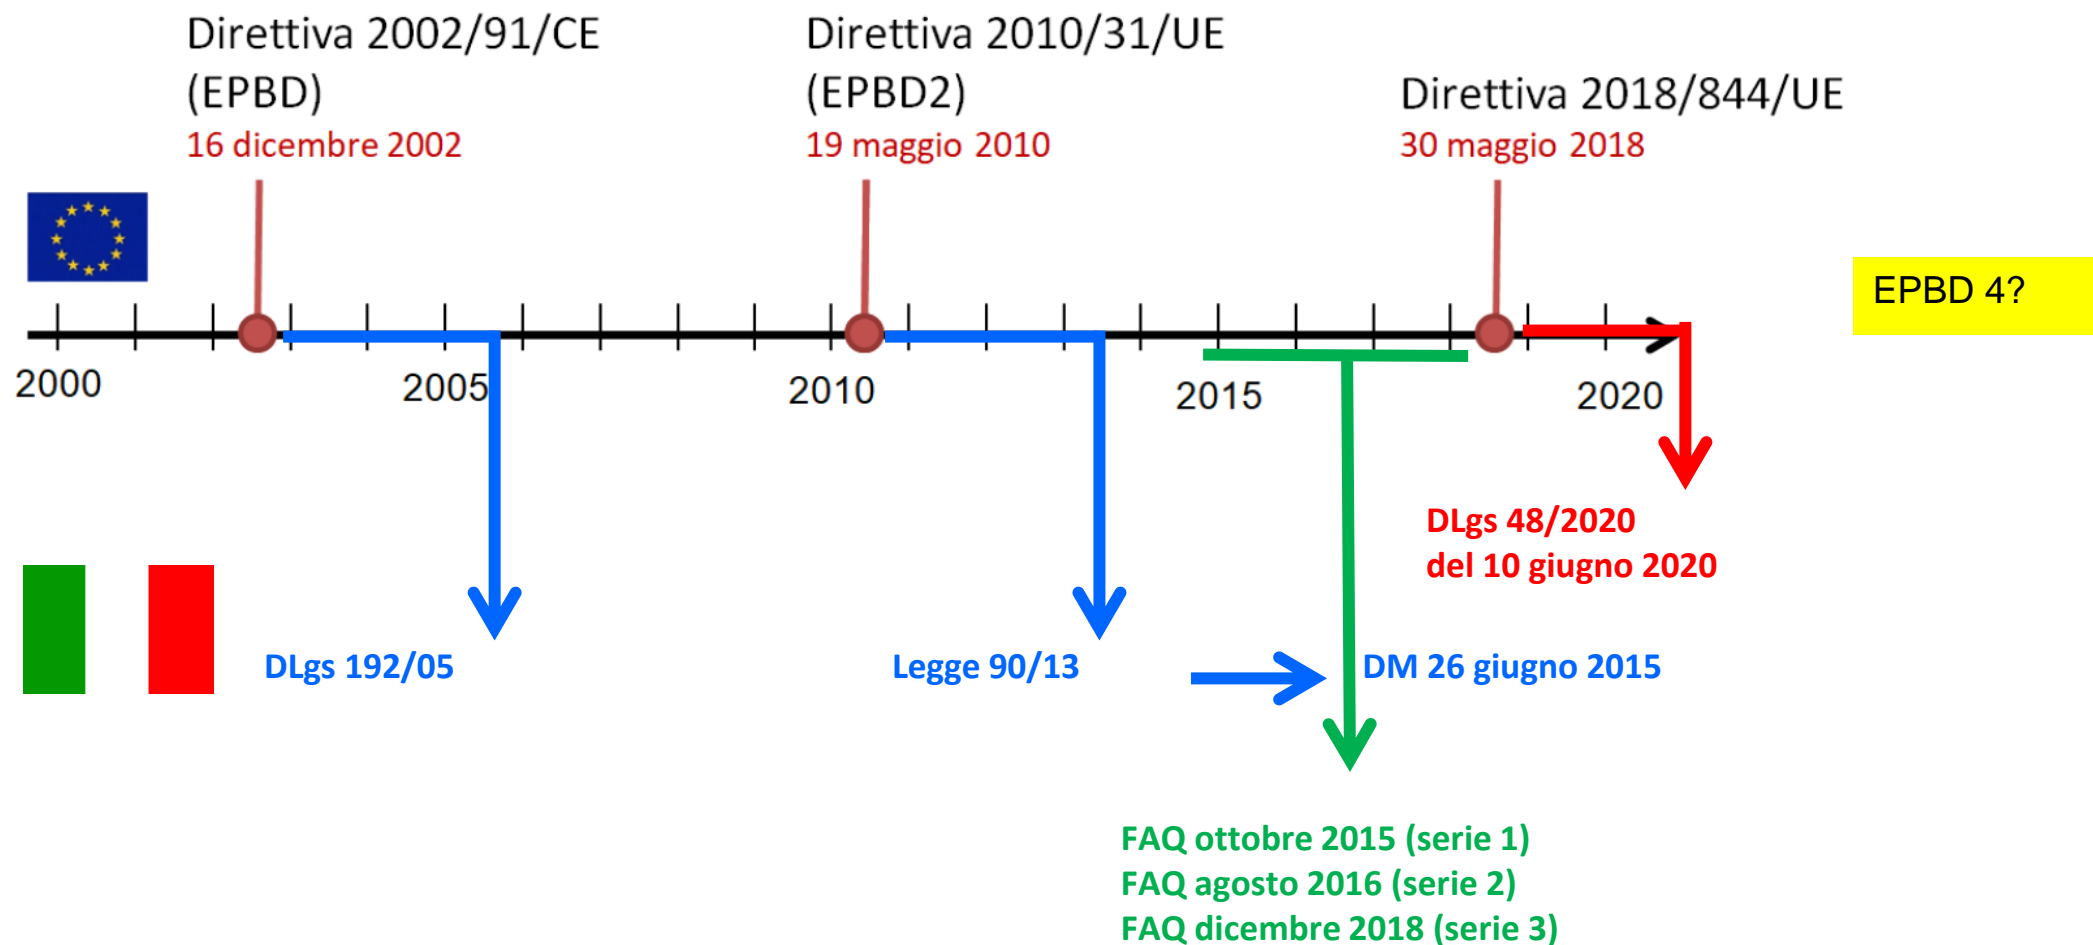 Direttiva 2002/91/CE
(EPBD)
16 dicembre 2002
Direttiva 2010/31/UE
(EPBD2)
19 maggio 2010
Direttiva 2018/844/UE
30 maggio 2018
EPBD 4?
2000
2005
2010
2015
2020
DLgs 48/2020
del 10 giugno 2020
DLgs 192/05
Legge 90/13
DM 26 giugno 2015
FAQ ottobre 2015 (serie 1)
FAQ agosto 2016 (serie 2)
FAQ dicembre 2018 (serie 3)